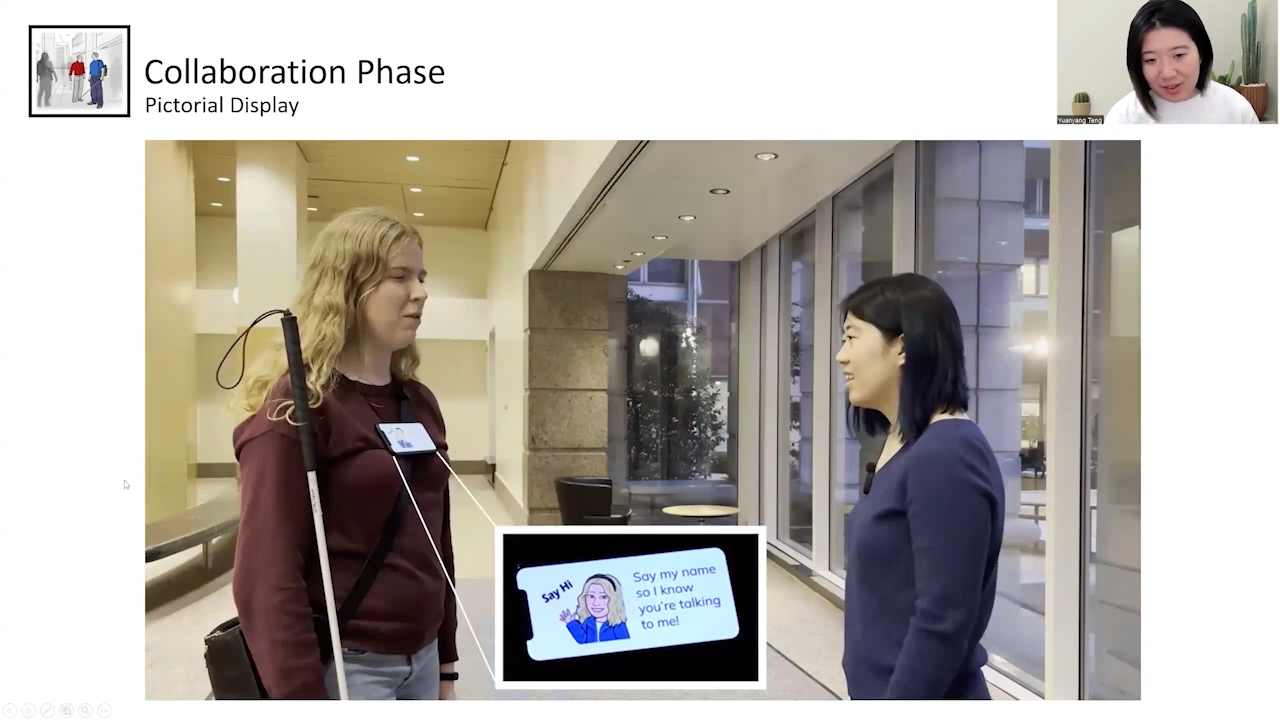 Collaboration Phase
Pictorial Display
Yuanyang Teng
Say Hi
Say my name
so I know
you're talking
to me!